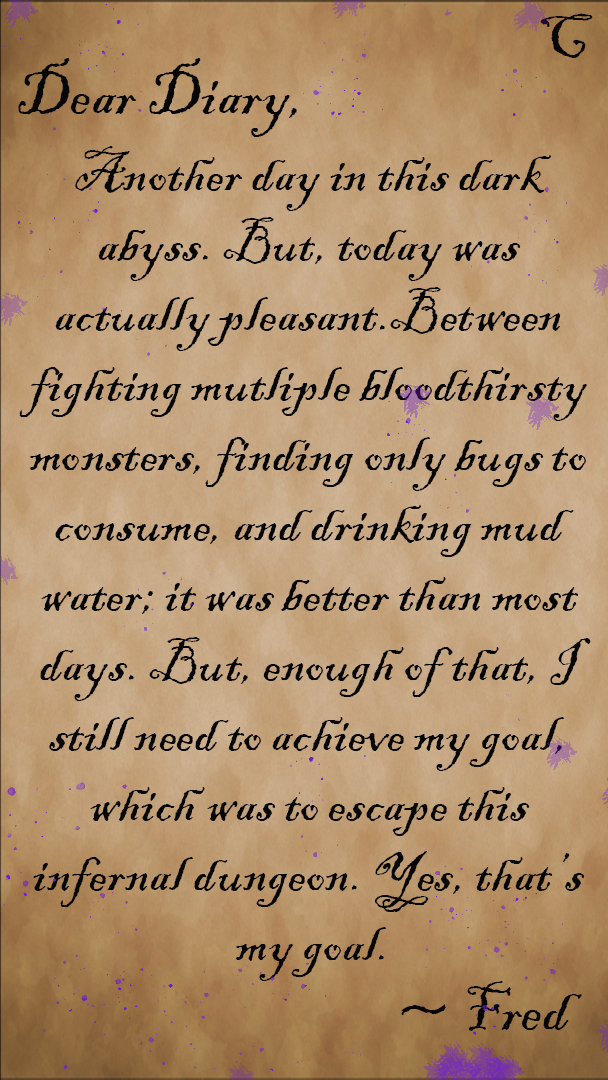 C
Dear Diary,
Another day in this dark
abyss. But, today was
actually pleasant. Between
fighting mutliple bloodthirsty
monsters, finding only bugs to
consume, and drinking mud
water; it was better than most
days. But, enough of that, I
still need to achieve my goal,
which was to escape this
infernal dungeon. Yes, that's
my goal.
~ Fred